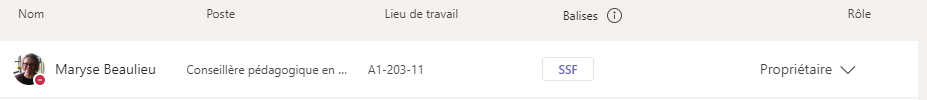 Nom Poste Lieu de travail Balises Rôle
Maryse Beaulieu Conseillère pédagogique en ... A1-203-11 SSF Propriétaire